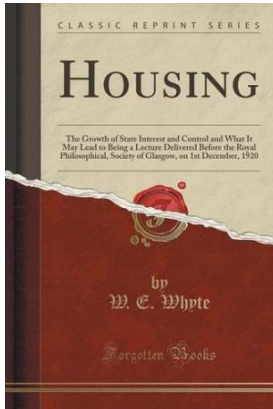 CLASSIC REPRINT SERIES
HOUSING
The Growth of State Interest and Control and What It
May Lead to Being a Lecture Delivered Before the Royal
Philosophical, Society of Glasgow, on 1st December, 1920
by
W. E. Whyte
Forgotten Books